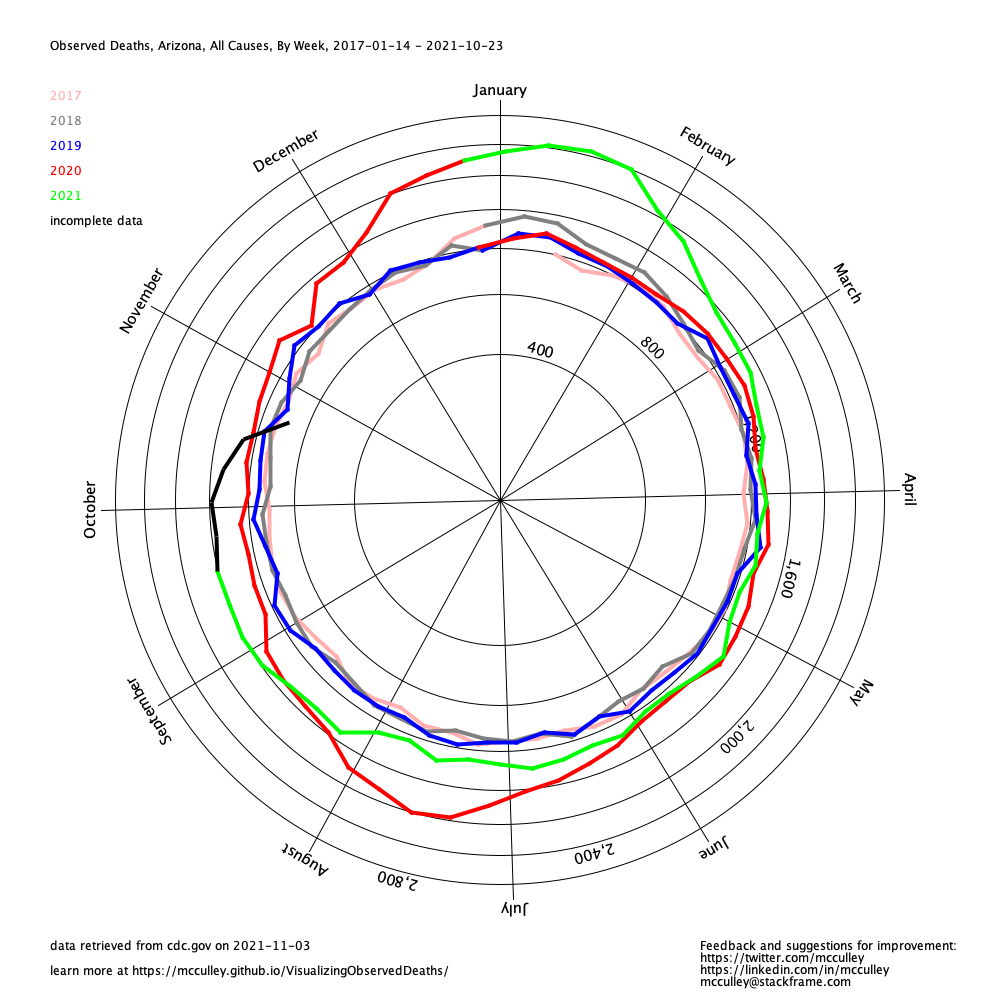 Observed Deaths, Arizona, All Causes, By Week, 2017-01-14 - 2021-10-23
2017
2018
2019
2020
2021
incomplete data
January
February
March
April
May
June
July
August
September
October
November
December
400
800
1,200
1,600
2,000
2,400
2,800
data retrieved from cdc.gov on 2021-11-03
learn more at https://mcculley.github.io/VisualizingObservedDeaths/
Feedback and suggestions for improvement:
https://twitter.com/mcculley
https://linkedin.com/in/mcculley
mcculley@stackframe.com